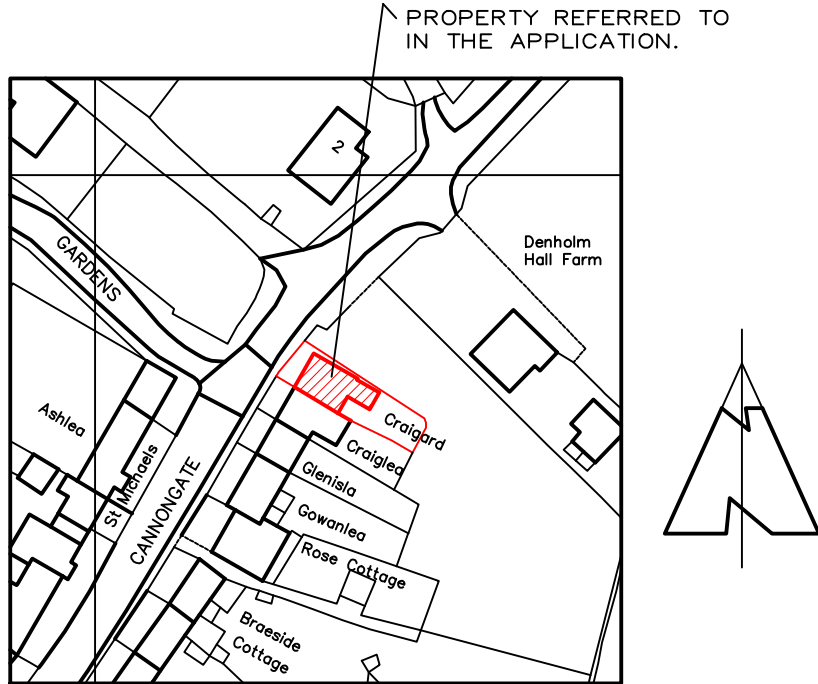 PROPERTY REFERRED TO
IN THE APPLICATION.
2
Denholm
Hall Farm
GARDENS
Ashlea
St Michaels
CANNONGATE
Craigard
Craiglea
Glenisla
Gowanlea
Rose Cottage
Braeside
Cottage